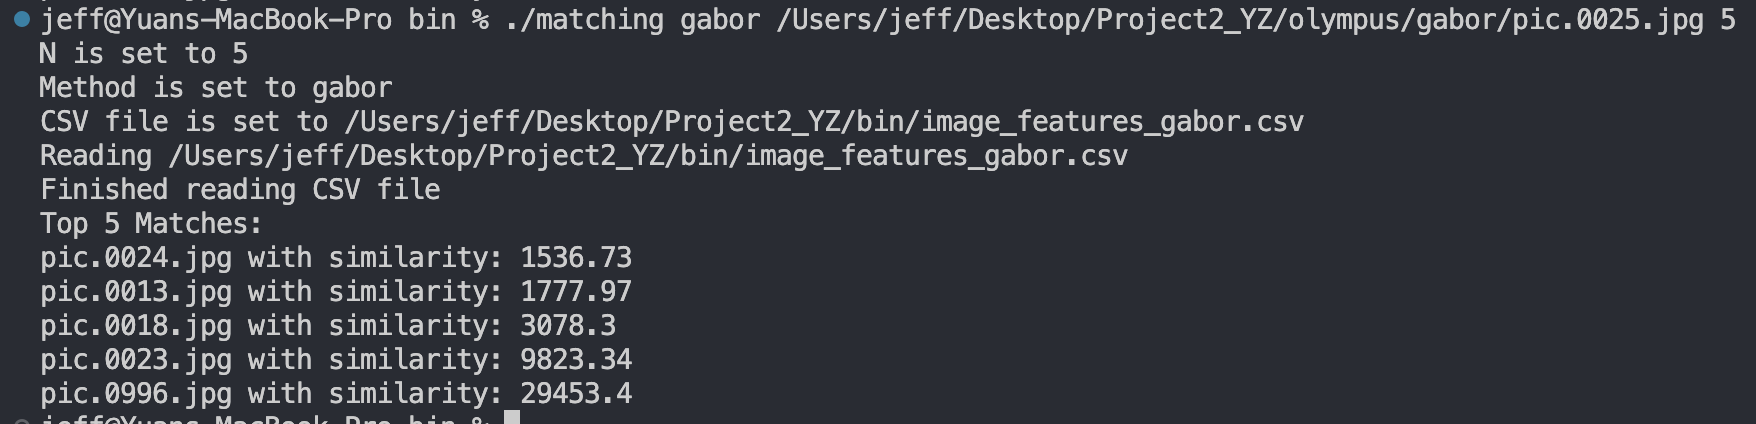 jeff@Yuans-MacBook-Pro bin % ./matching gabor /Users/jeff/Desktop/Project2_YZ/olympus/gabor/pic.0025.jpg 5
N is set to 5
Method is set to gabor
CSV file is set to /Users/jeff/Desktop/Project2_YZ/bin/image_features_gabor.csv
Reading /Users/jeff/Desktop/Project2_YZ/bin/image_features_gabor.csv
Finished reading CSV file
Top 5 Matches:
pic.0024.jpg with similarity: 1536.73
pic.0013.jpg with similarity: 1777.97
pic.0018.jpg with similarity: 3078.3
pic.0023.jpg with similarity: 9823.34
pic.0996.jpg with similarity: 29453.4
jeff@Yuans-MacBook-Pro bin %